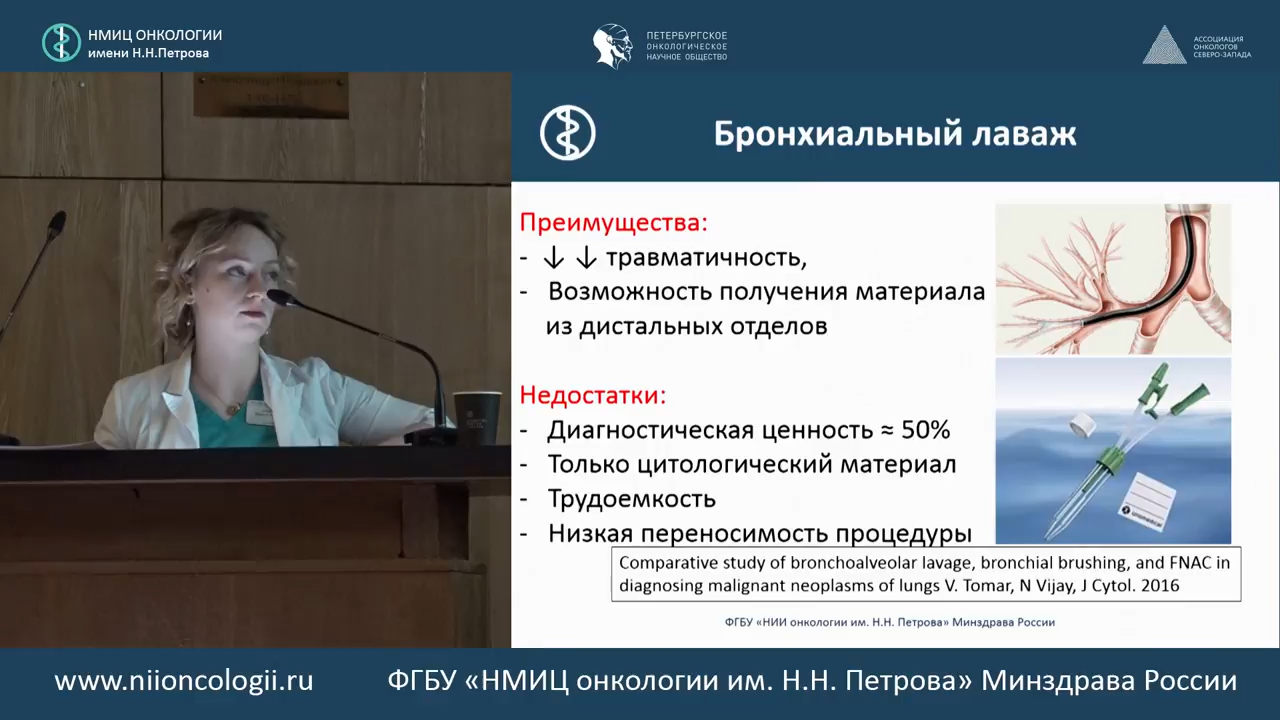 НМИЦ ОНКОЛОГИИ
имени Н.Н.Петрова
ПЕТЕРБУРГСКОЕ
ОНКОЛОГИЧЕСКОЕ
НАУЧНОЕ ОБЩЕСТВО
АССОЦИАЦИЯ
ОНКОЛОГОВ
СЕВЕРО-ЗАПАДА
Бронхиальный лаваж
Преимущества:
- ↓ ↓ травматичность,
- Возможность получения материала
из дистальных отделов
Недостатки:
- Диагностическая ценность ≈ 50%
- Только цитологический материал
- Трудоемкость
- Низкая переносимость процедуры
Comparative study of bronchoalveolar lavage, bronchial brushing, and FNAC in
diagnosing malignant neoplasms of lungs V. Tomar, N Vijay, J Cytol. 2016
ФГБУ «НИИ онкологии им. Н.Н. Петрова» Минздрава России
www.niioncologii.ru
ФГБУ «НМИЦ онкологии им. Н.Н. Петрова» Минздрава России